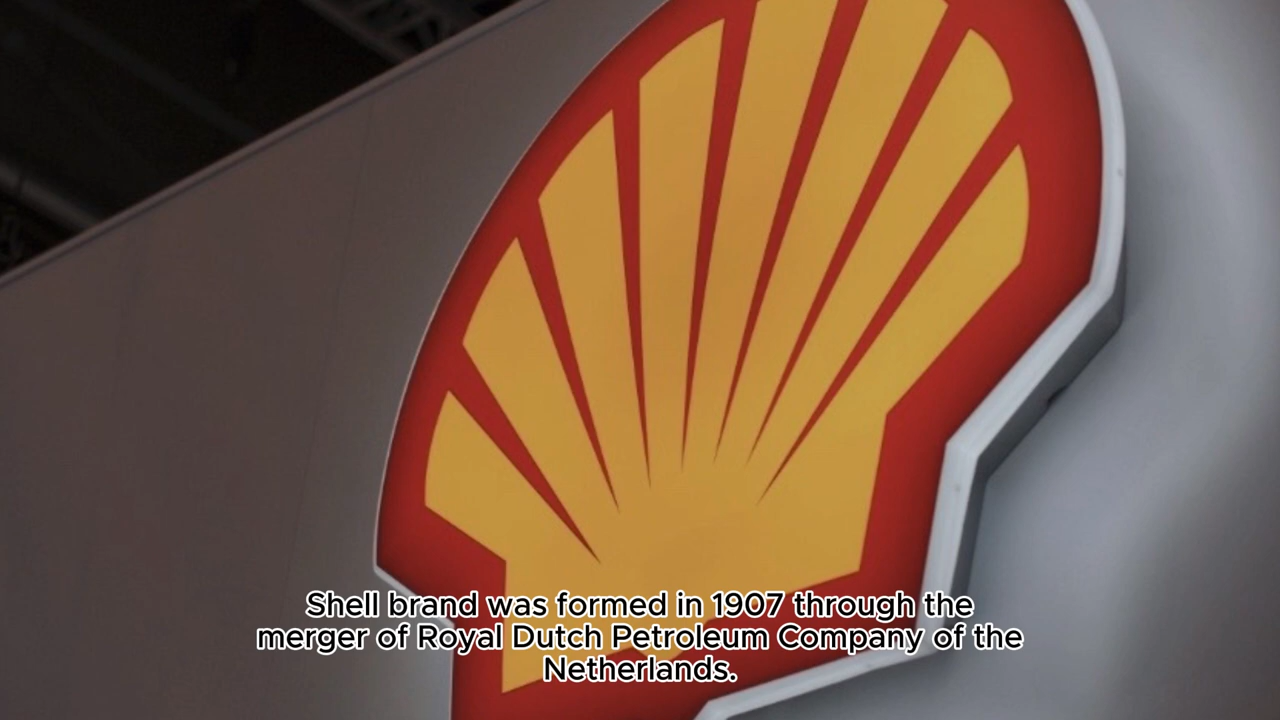 Shell brand was formed in 1907 through the
merger of Royal Dutch Petroleum Company of the
Netherlands.